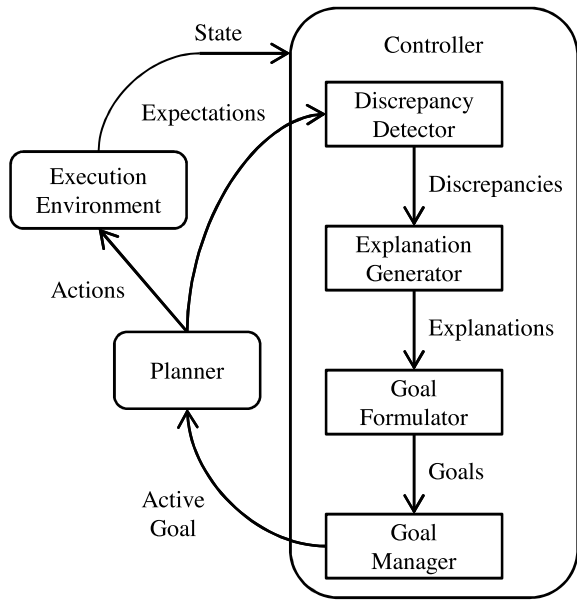 State
Controller
Expectations
Discrepancy
Detector
Execution
Environment
Discrepancies
Explanation
Generator
Actions
Explanations
Planner
Goal
Formulator
Goals
Active
Goal
Goal
Manager